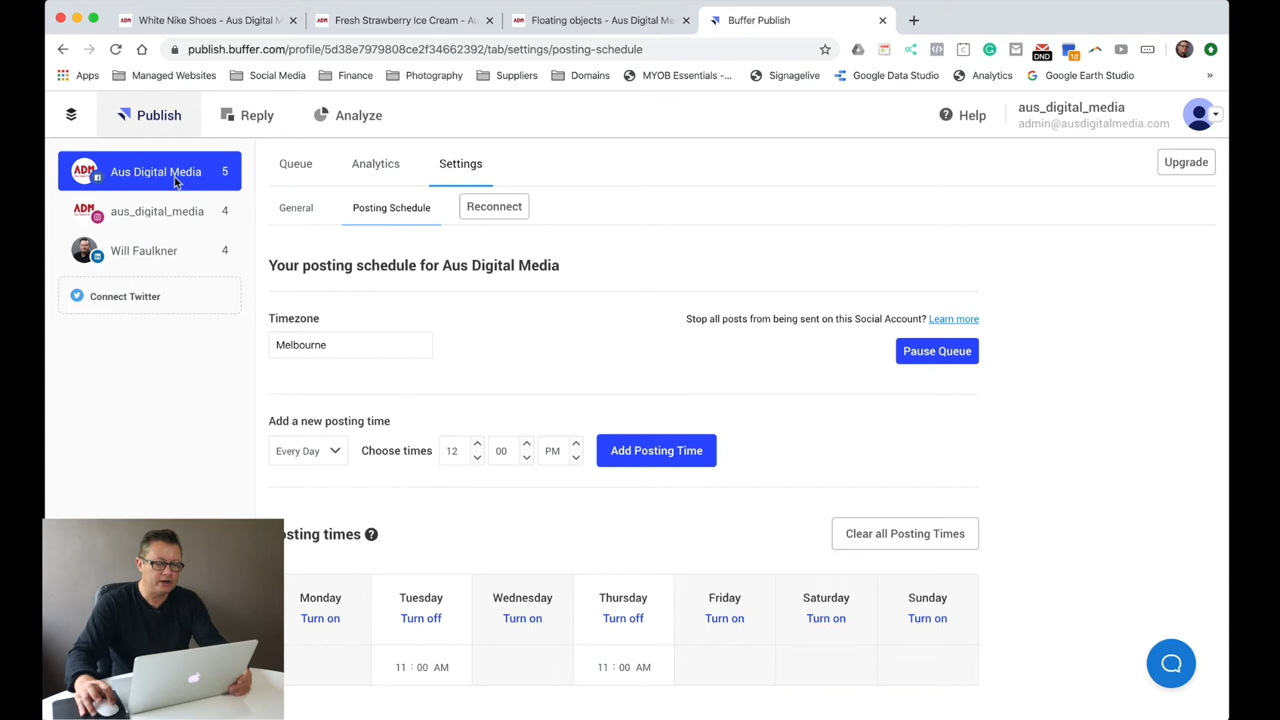 White Nike Shoes - Aus Digital M
Fresh Strawberry Ice Cream - Au
Floating objects - Aus Digital Me
Buffer Publish
publish.buffer.com/profile/5d38e7979808ce2f34662392/tab/settings/posting-schedule
DND
1d
Apps
Managed Websites
Social Media
Finance
Photography
Suppliers
Domains
MYOB Essentials -...
Signagelive
Google Data Studio
Analytics
Google Earth Studio
»
Publish
Reply
Analyze
Help
aus_digital_media
admin@ausdigitalmedia.com
ADM
Aus Digital Media
5
ADM
aus_digital_media
4
Will Faulkner
4
Connect Twitter
Queue
Analytics
Settings
Upgrade
General
Posting Schedule
Reconnect
Your posting schedule for Aus Digital Media
Timezone
Melbourne
Stop all posts from being sent on this Social Account? Learn more
Pause Queue
Add a new posting time
Every Day
Choose times
12
00
PM
Add Posting Time
osting times
Clear all Posting Times
Monday
Tuesday
Wednesday
Thursday
Friday
Saturday
Sunday
Turn on
Turn off
Turn on
Turn off
Turn on
Turn on
Turn on
11 : 00 AM
11 : 00 AM